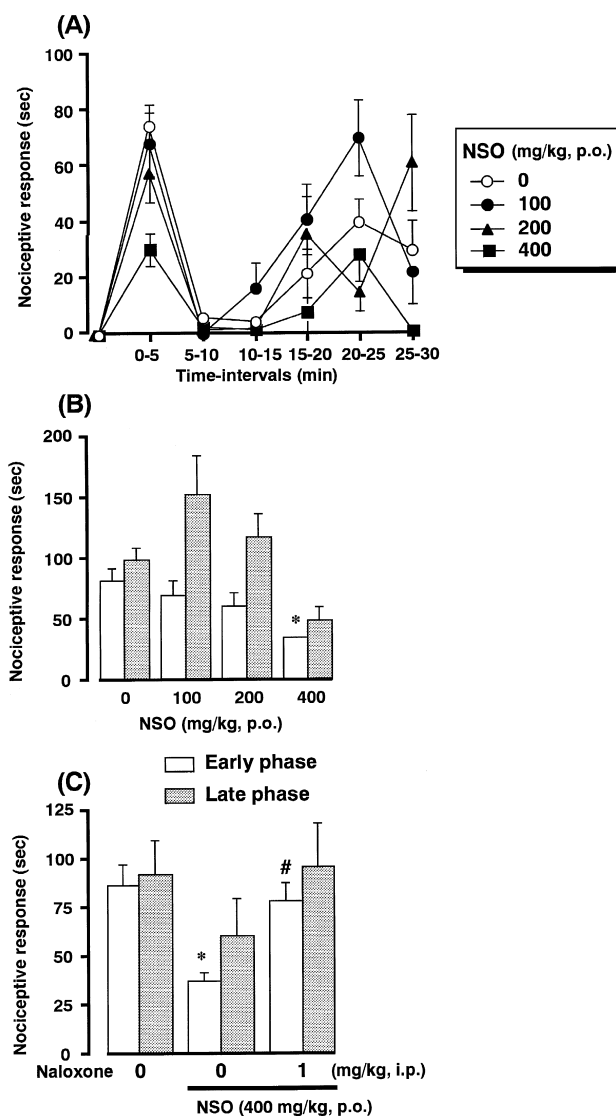 (A)
100
80
60
40
20
0
Nociceptive response (sec)
0-5 5-10 10-15 15-20 20-25 25-30
Time-intervals (min)
NSO (mg/kg, p.o.)
0
100
200
400
(B)
200
150
100
50
0
Nociceptive response (sec)
*
0 100 200 400
NSO (mg/kg, p.o.)
Early phase
Late phase
(C)
125
100
75
50
25
0
Nociceptive response (sec)
*
#
Naloxone 0 0 1 (mg/kg, i.p.)
NSO (400 mg/kg, p.o.)